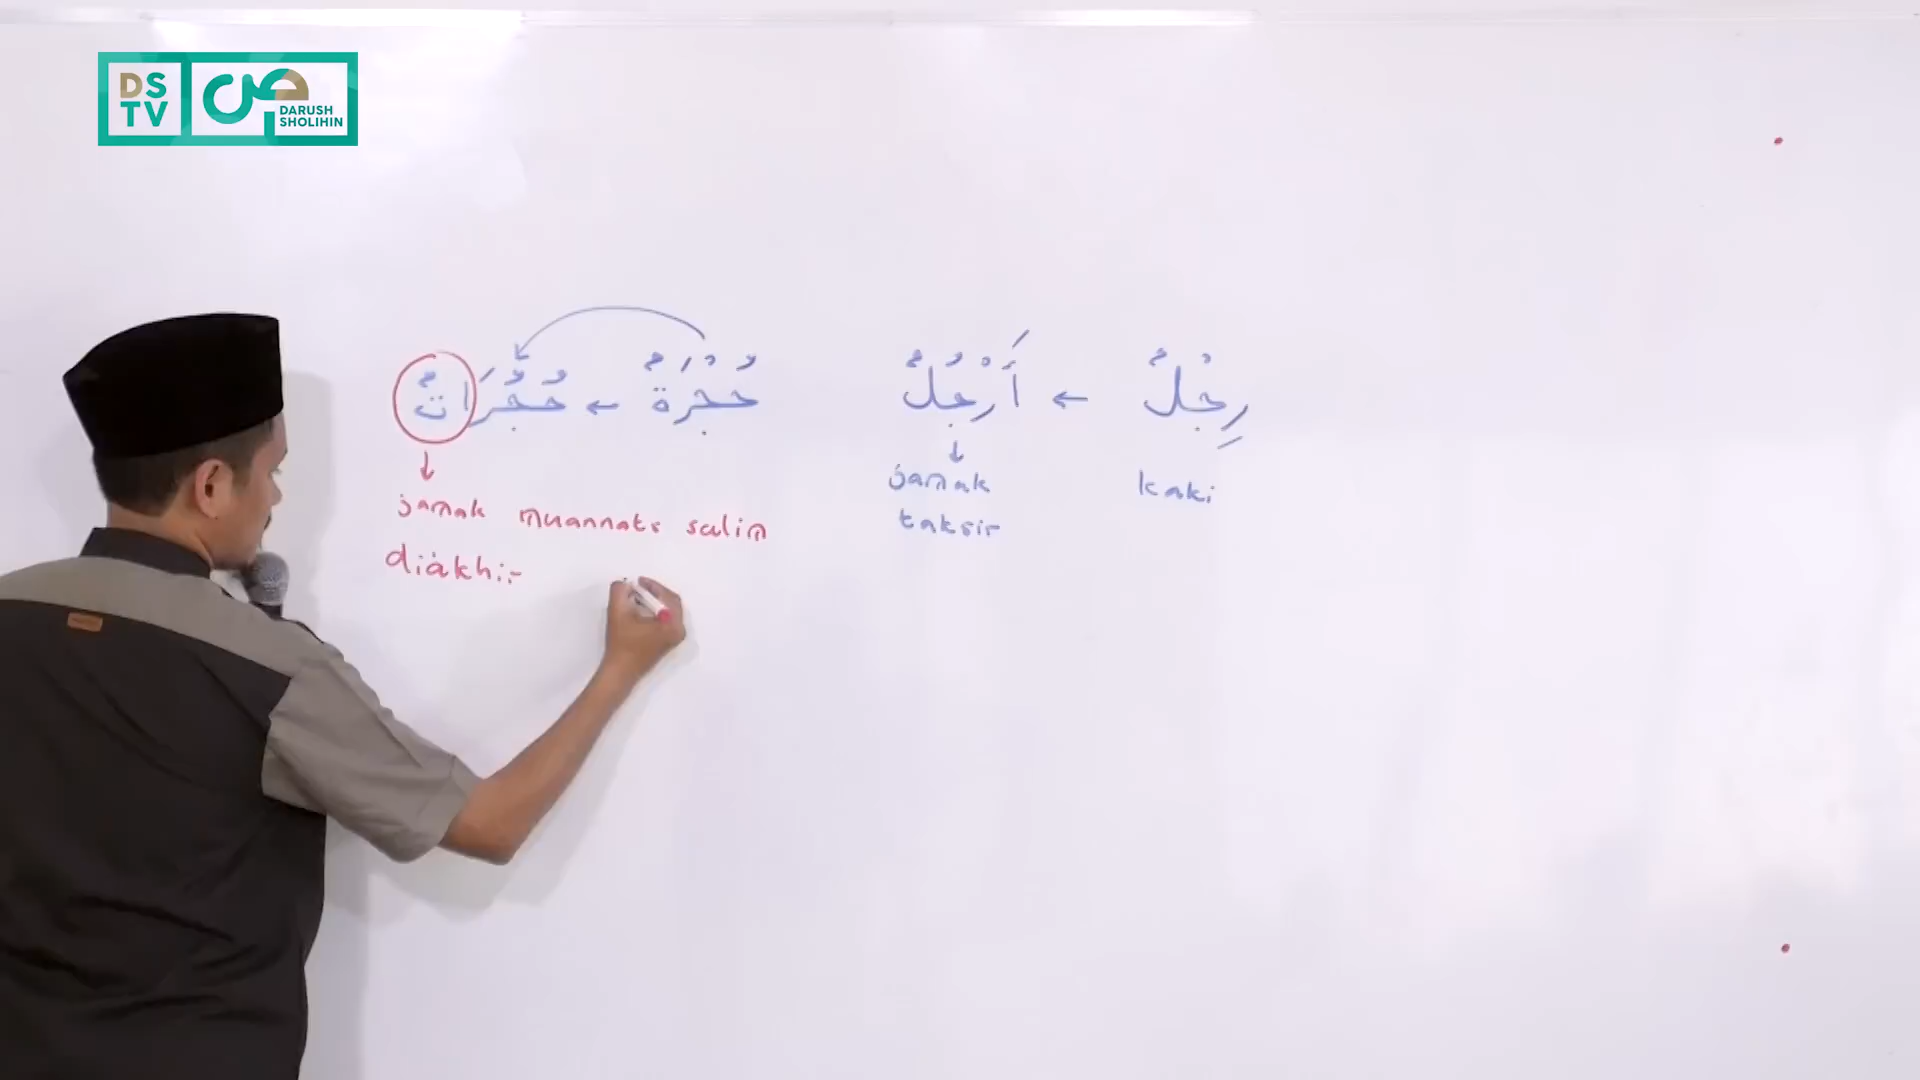 DS
TV
DARUSH
SHOLIHIN
رِجْلٌ ← أَرْجُلٌ
kaki
↓
jamak
taksir
حُجْرَةٌ ← حُجُرَاتٌ
↓
jamak muannats salim
diakhir